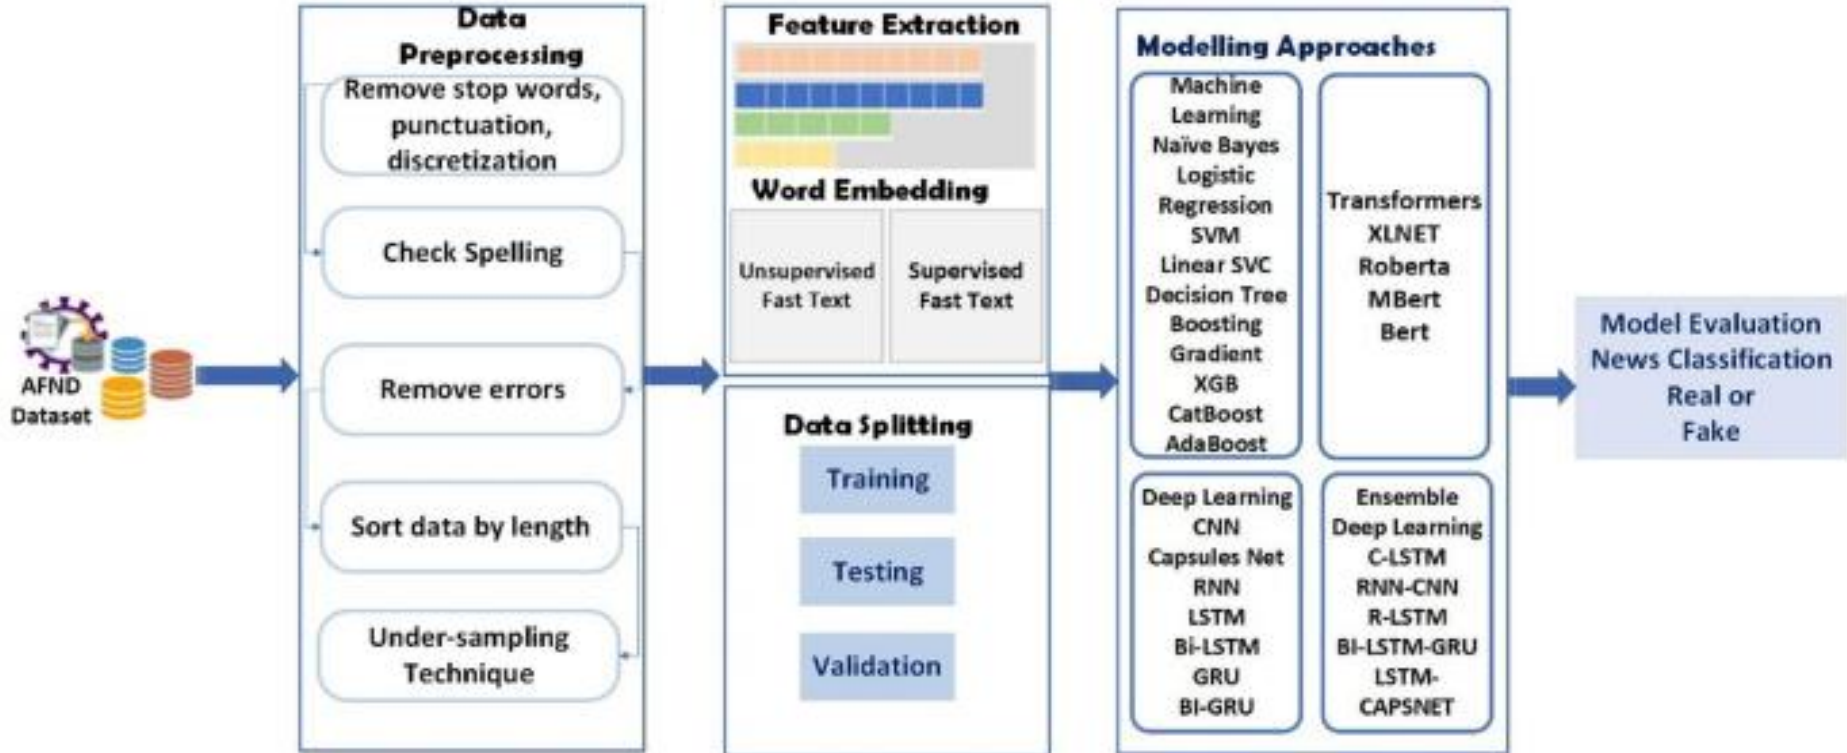 AFND
Dataset
Data
Preprocessing
Remove stop words,
punctuation,
discretization
Check Spelling
Remove errors
Sort data by length
Under-sampling
Technique
Feature Extraction
Word Embedding
Unsupervised
Fast Text
Supervised
Fast Text
Data Splitting
Training
Testing
Validation
Modelling Approaches
Machine
Learning
Naïve Bayes
Logistic
Regression
SVM
Linear SVC
Decision Tree
Boosting
Gradient
XGB
CatBoost
AdaBoost
Transformers
XLNET
Roberta
MBert
Bert
Deep Learning
CNN
Capsules Net
RNN
LSTM
Bi-LSTM
GRU
BI-GRU
Ensemble
Deep Learning
C-LSTM
RNN-CNN
R-LSTM
BI-LSTM-GRU
LSTM-
CAPSNET
Model Evaluation
News Classification
Real or
Fake